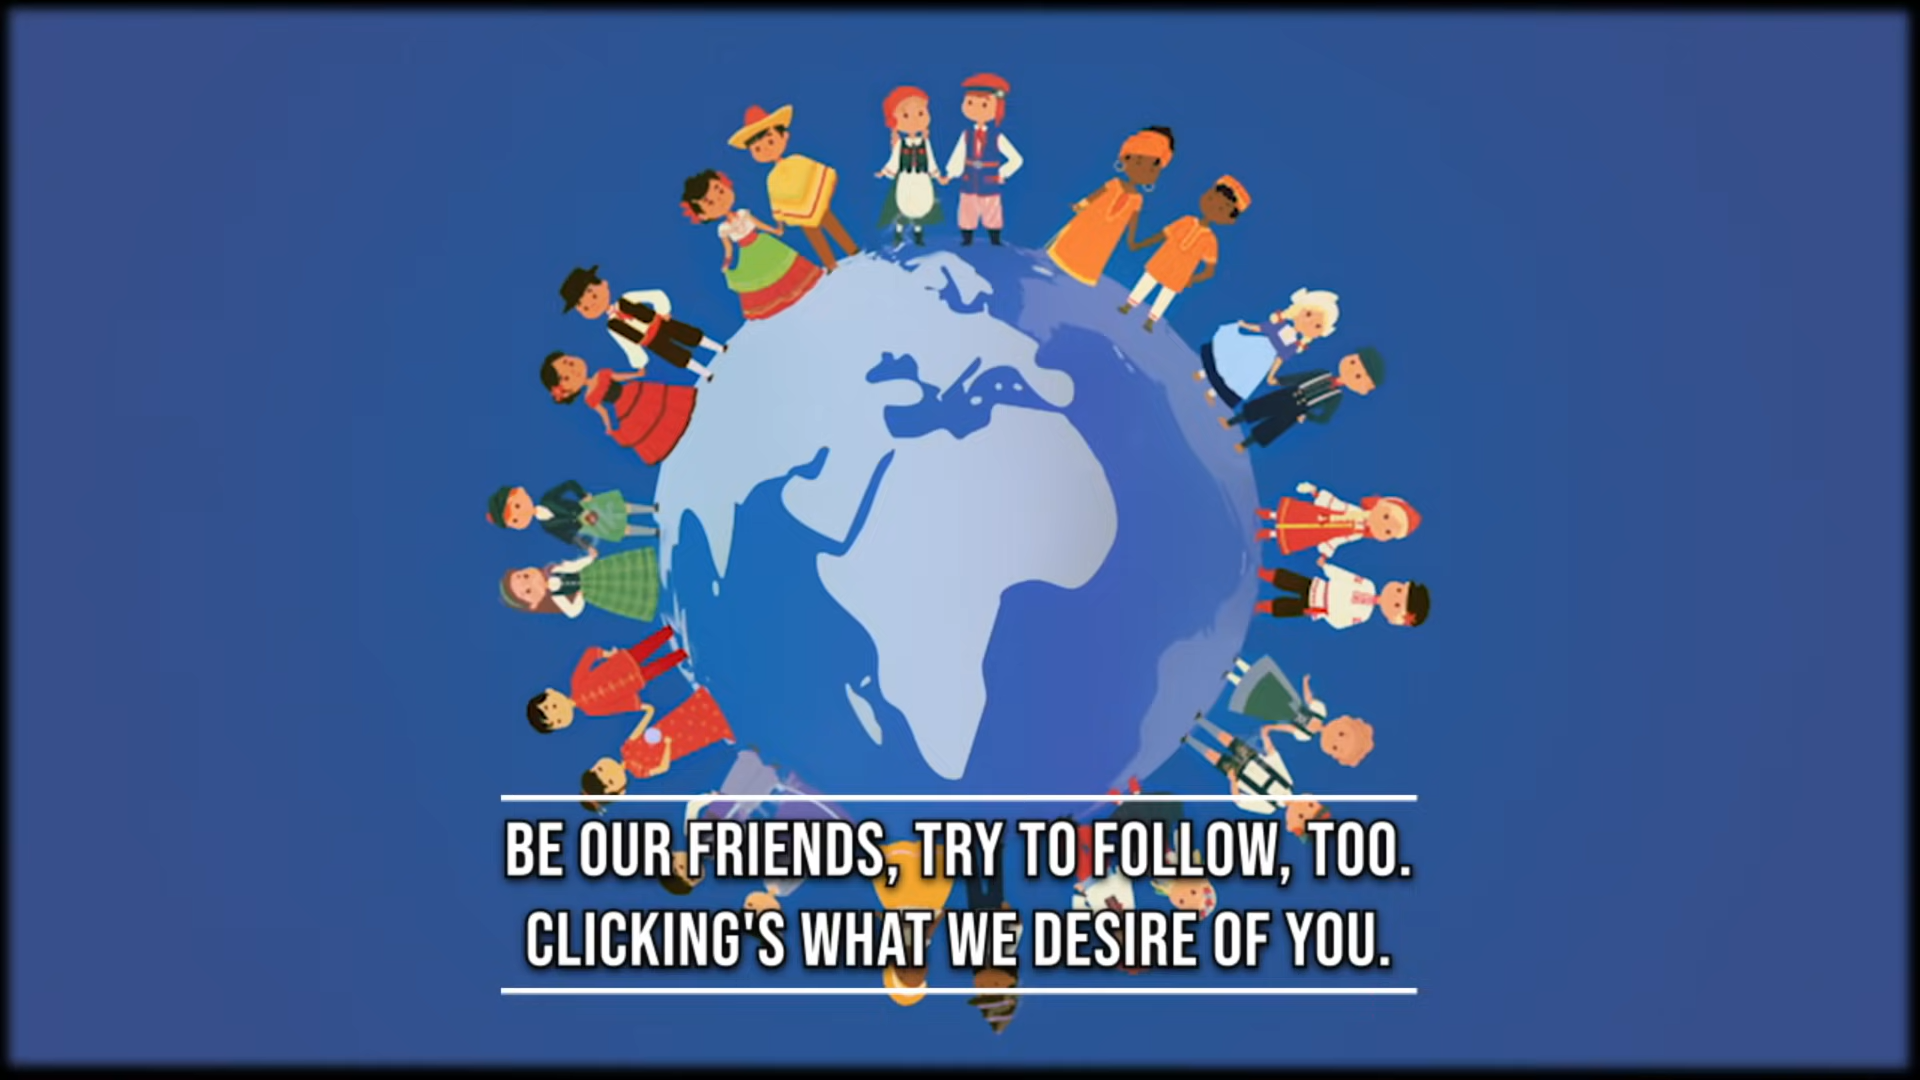 BE OUR FRIENDS, TRY TO FOLLOW, TOO.
CLICKING'S WHAT WE DESIRE OF YOU.